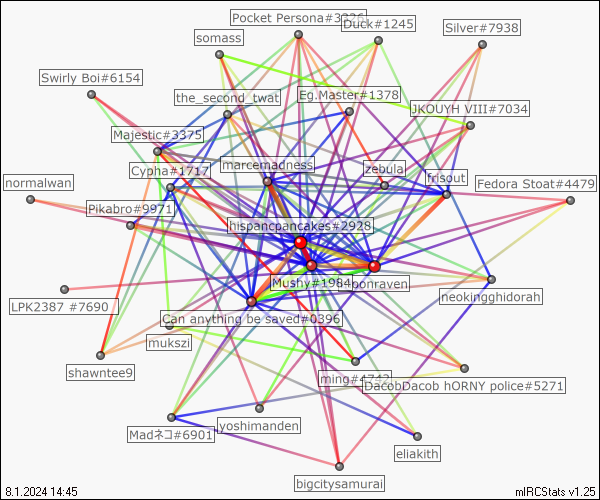 Pocket Persona#3326
Duck#1245
Silver#7938
somass
Swirly Boi#6154
the_second_twat
Eg.Master#1378
JKOUYH VIII#7034
Majestic#3375
marcemadness
zebula
Cypha#1717
frisout
normalwan
Fedora Stoat#4479
Pikabro#9971
hispancpancakes#2928
Mushy#1984
bonraven
neokingghidorah
LPK2387 #7690
Can anything be saved#0396
mukszi
shawntee9
ming#4742
DacobDacob hORNY police#5271
Madネコ#6901
yoshimanden
eliakith
bigcitysamurai
8.1.2024 14:45
mIRCStats v1.25